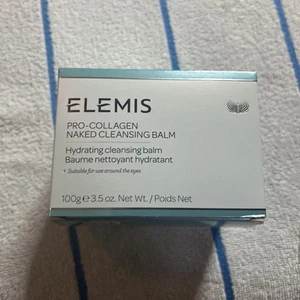 ELEMIS
PRO-COLLAGEN
NAKED CLEANSING BALM
Hydrating cleansing balm
Baume nettoyant hydratant
• Suitable for use around the eyes
100g ℮ 3.5 oz. Net Wt. / Poids Net